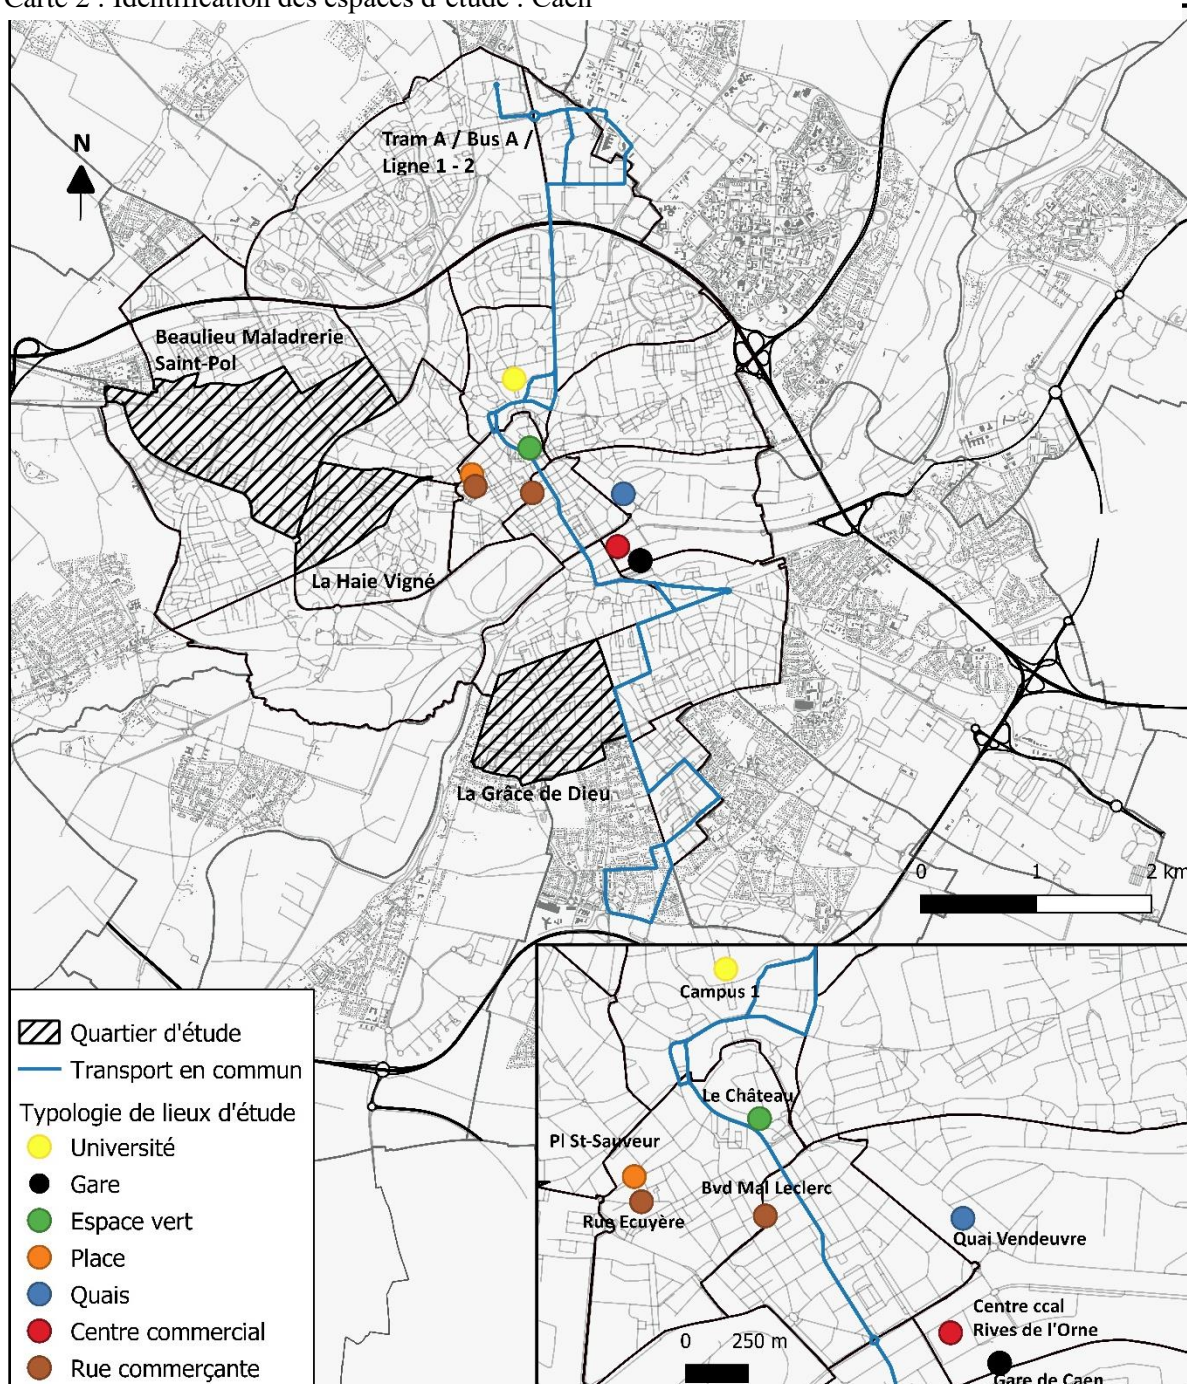 Carte 2 : Identification des espaces d'étude : Caen
N
Tram A / Bus A /
Ligne 1 - 2
Beaulieu Maladrerie
Saint-Pol
La Haie Vigné
La Grâce de Dieu
0 1 2 km
Quartier d'étude
Transport en commun
Typologie de lieux d'étude
Université
Gare
Espace vert
Place
Quais
Centre commercial
Rue commerçante
Campus 1
Le Château
Pl St-Sauveur
Bvd Mal Leclerc
Rue Ecuyère
Quai Vendeuvre
Centre ccal
Rives de l'Orne
0 250 m
Gare de Caen